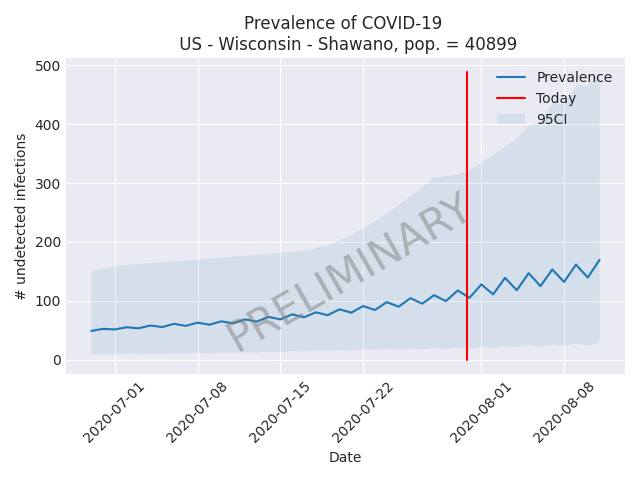 Prevalence of COVID-19
US - Wisconsin - Shawano, pop. = 40899
500
400
300
200
100
0
# undetected infections
Prevalence
Today
95CI
PRELIMINARY
2020-07-01
2020-07-08
2020-07-15
2020-07-22
2020-08-01
2020-08-08
Date